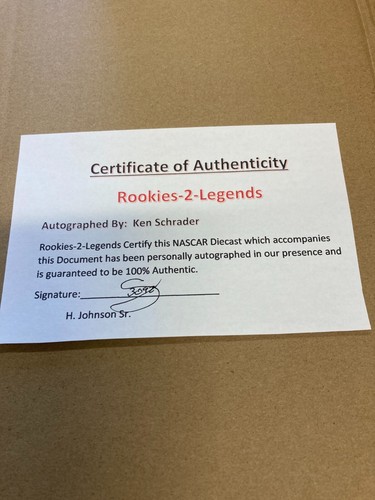 Certificate of Authenticity
Rookies-2-Legends
Autographed By: Ken Schrader
Rookies-2-Legends Certify this NASCAR Diecast which accompanies
this Document has been personally autographed in our presence and
is guaranteed to be 100% Authentic.
Signature:
H. Johnson Sr.